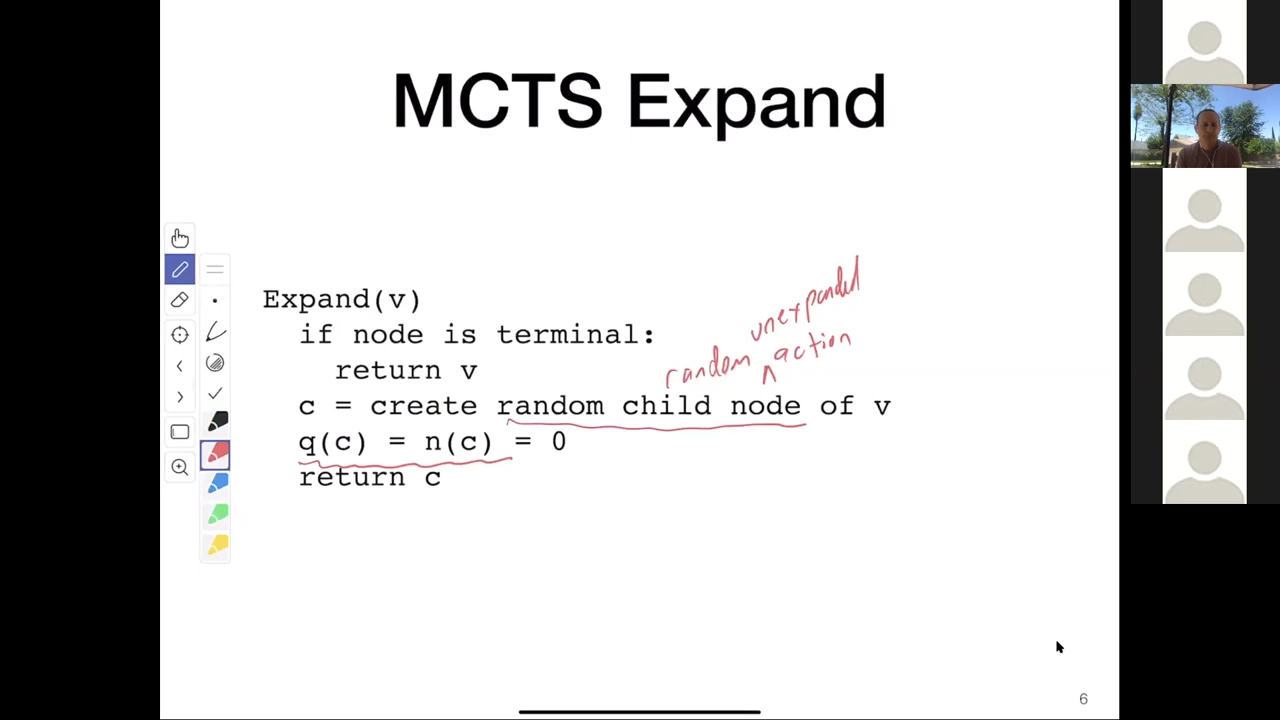 MCTS Expand
Expand(v)
if node is terminal:
return v
unexpanded
random ^ action
c = create random child node of v
q(c) = n(c) = 0
return c
6